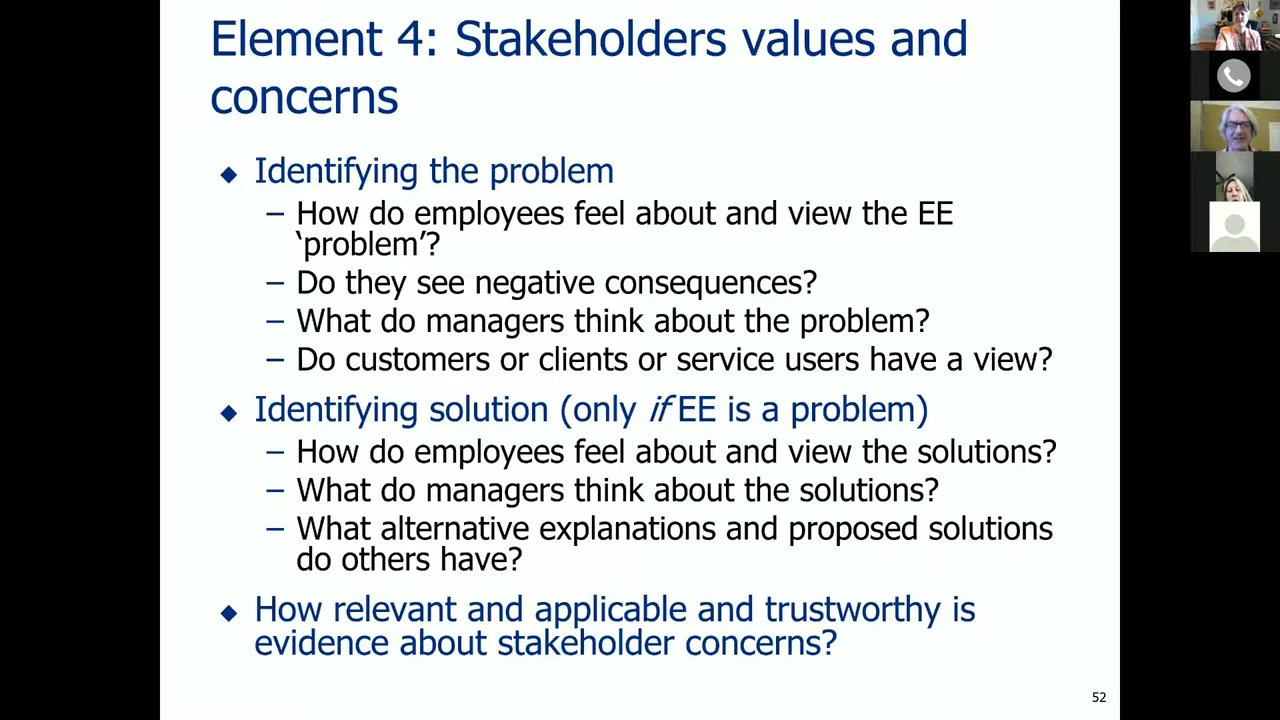 Element 4: Stakeholders values and
concerns
◆ Identifying the problem
– How do employees feel about and view the EE
‘problem’?
– Do they see negative consequences?
– What do managers think about the problem?
– Do customers or clients or service users have a view?
◆ Identifying solution (only if EE is a problem)
– How do employees feel about and view the solutions?
– What do managers think about the solutions?
– What alternative explanations and proposed solutions
do others have?
◆ How relevant and applicable and trustworthy is
evidence about stakeholder concerns?
52